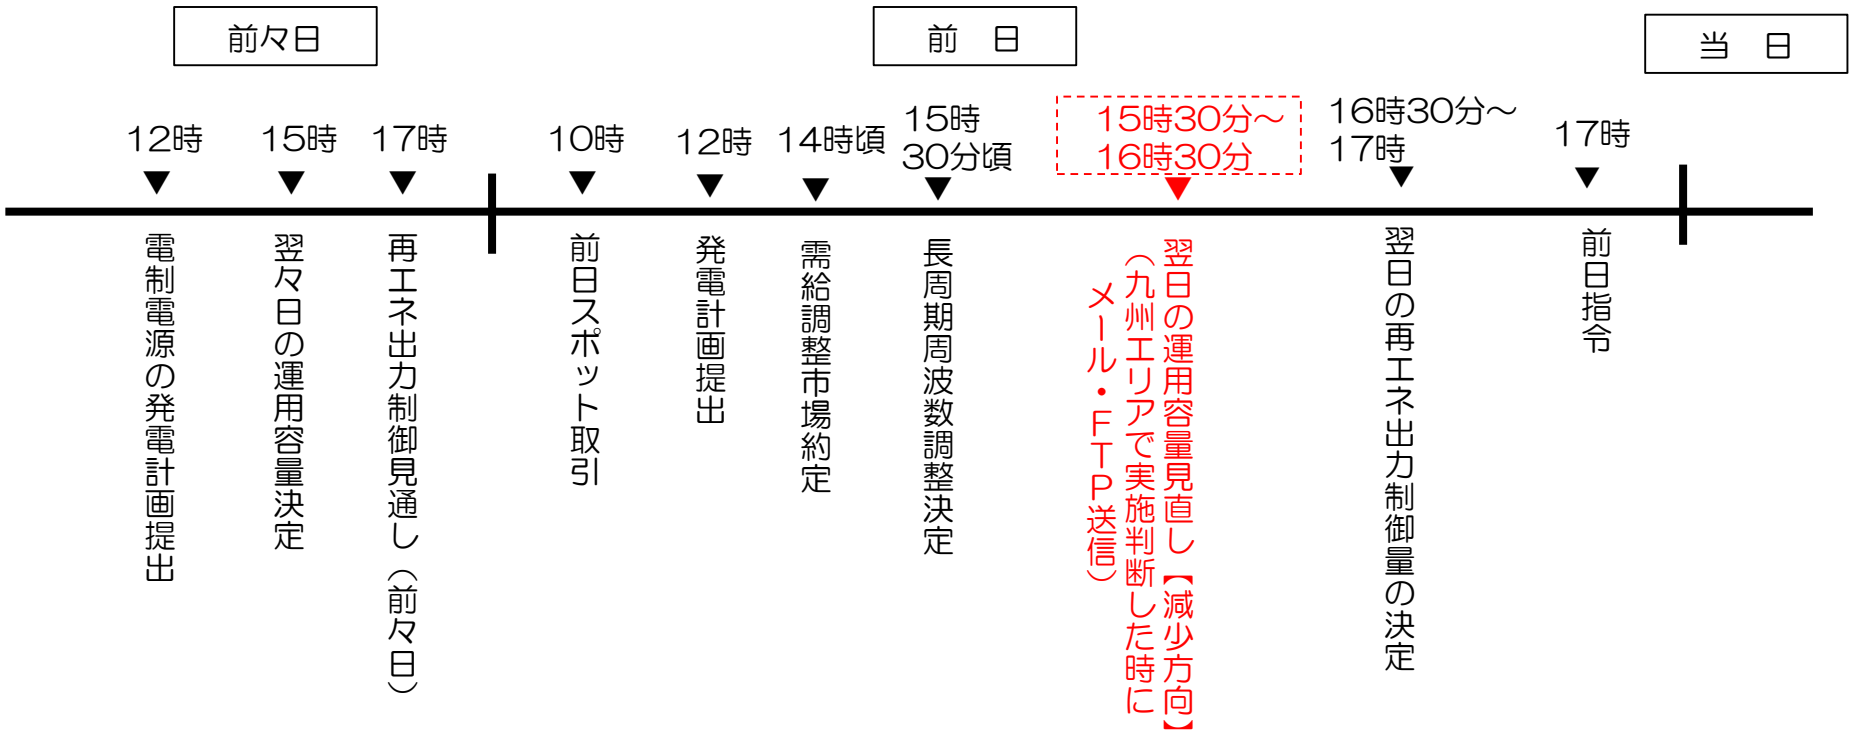 前々日
前　日
当　日
12時
15時
17時
10時
12時
14時頃
15時
30分頃
15時30分～
16時30分
16時30分～
17時
17時
電制電源の発電計画提出
翌々日の運用容量決定
再エネ出力制御見通し（前々日）
前日スポット取引
発電計画提出
需給調整市場約定
長周期周波数調整決定
翌日の運用容量見直し【減少方向】
（九州エリアで実施判断した時に
メール・FTP送信）
翌日の再エネ出力制御量の決定
前日指令